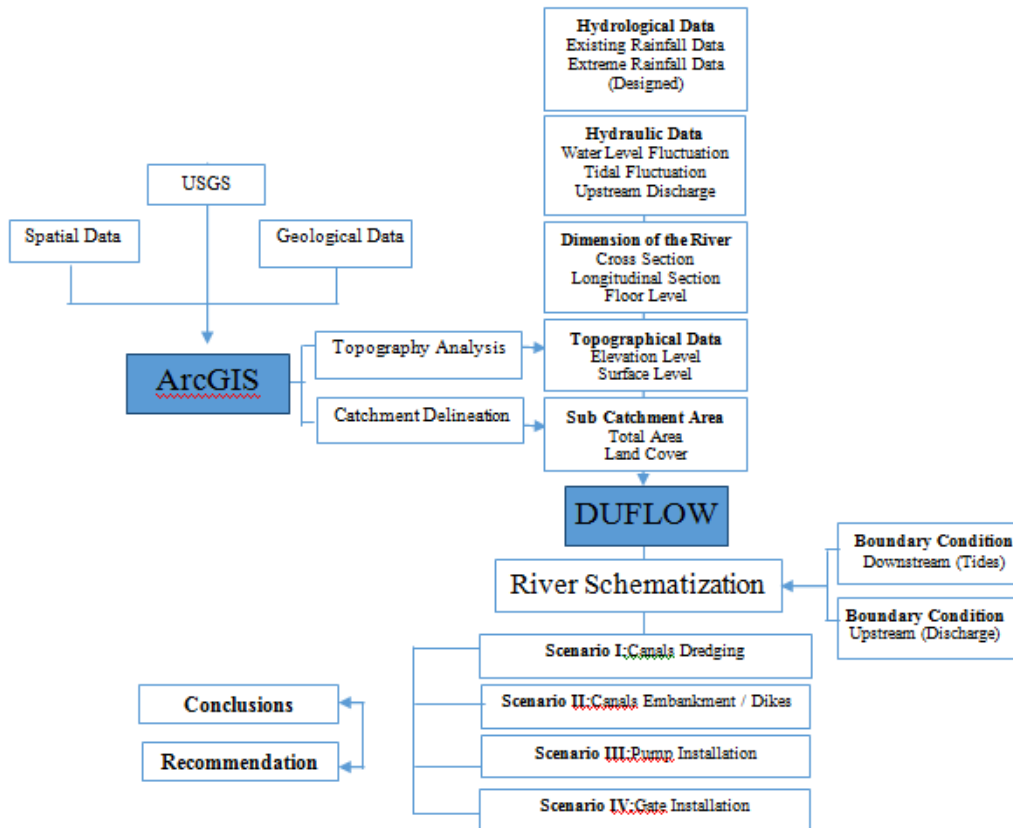 Hydrological Data
Existing Rainfall Data
Extreme Rainfall Data
(Designed)
Hydraulic Data
Water Level Fluctuation
Tidal Fluctuation
Upstream Discharge
USGS
Spatial Data
Geological Data
Dimension of the River
Cross Section
Longitudinal Section
Floor Level
ArcGIS
Topography Analysis
Topographical Data
Elevation Level
Surface Level
Catchment Delineation
Sub Catchment Area
Total Area
Land Cover
DUFLOW
River Schematization
Boundary Condition
Downstream (Tides)
Boundary Condition
Upstream (Discharge)
Scenario I:Canals Dredging
Scenario II:Canals Embankment / Dikes
Scenario III:Pump Installation
Scenario IV:Gate Installation
Conclusions
Recommendation